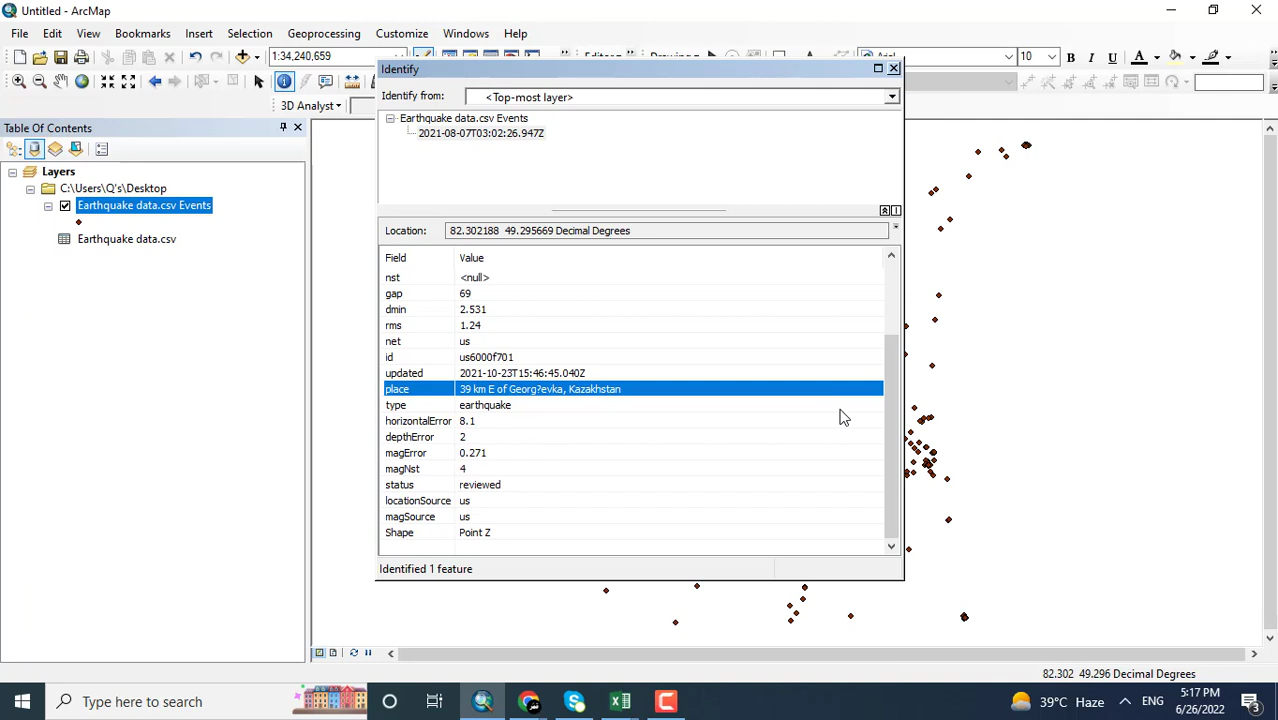 Untitled - ArcMap
File Edit View Bookmarks Insert Selection Geoprocessing Customize Windows Help
1:34,240,659
10 B I U A
3D Analyst
Table Of Contents
Layers
C:\Users\Q's\Desktop
Earthquake data.csv Events
Earthquake data.csv
Identify
Identify from: <Top-most layer>
Earthquake data.csv Events
2021-08-07T03:02:26.947Z
Location: 82.302188 49.295669 Decimal Degrees
Field Value
nst <null>
gap 69
dmin 2.531
rms 1.24
net us
id us6000f701
updated 2021-10-23T15:46:45.040Z
place 39 km E of Georg?evka, Kazakhstan
type earthquake
horizontalError 8.1
depthError 2
magError 0.271
magNst 4
status reviewed
locationSource us
magSource us
Shape Point Z
Identified 1 feature
82.302 49.296 Decimal Degrees
Type here to search
39°C Haze
ENG
5:17 PM
6/26/2022
3